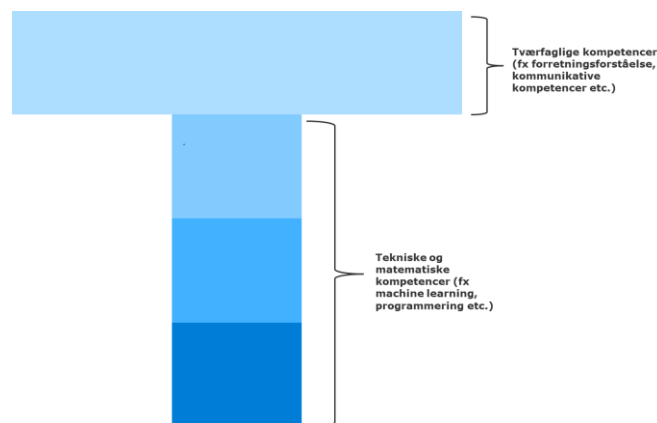 Tværfaglige kompetencer
(fx forretningsforståelse,
kommunikative
kompetencer etc.)
Tekniske og
matematiske
kompetencer (fx
machine learning,
programmering etc.)